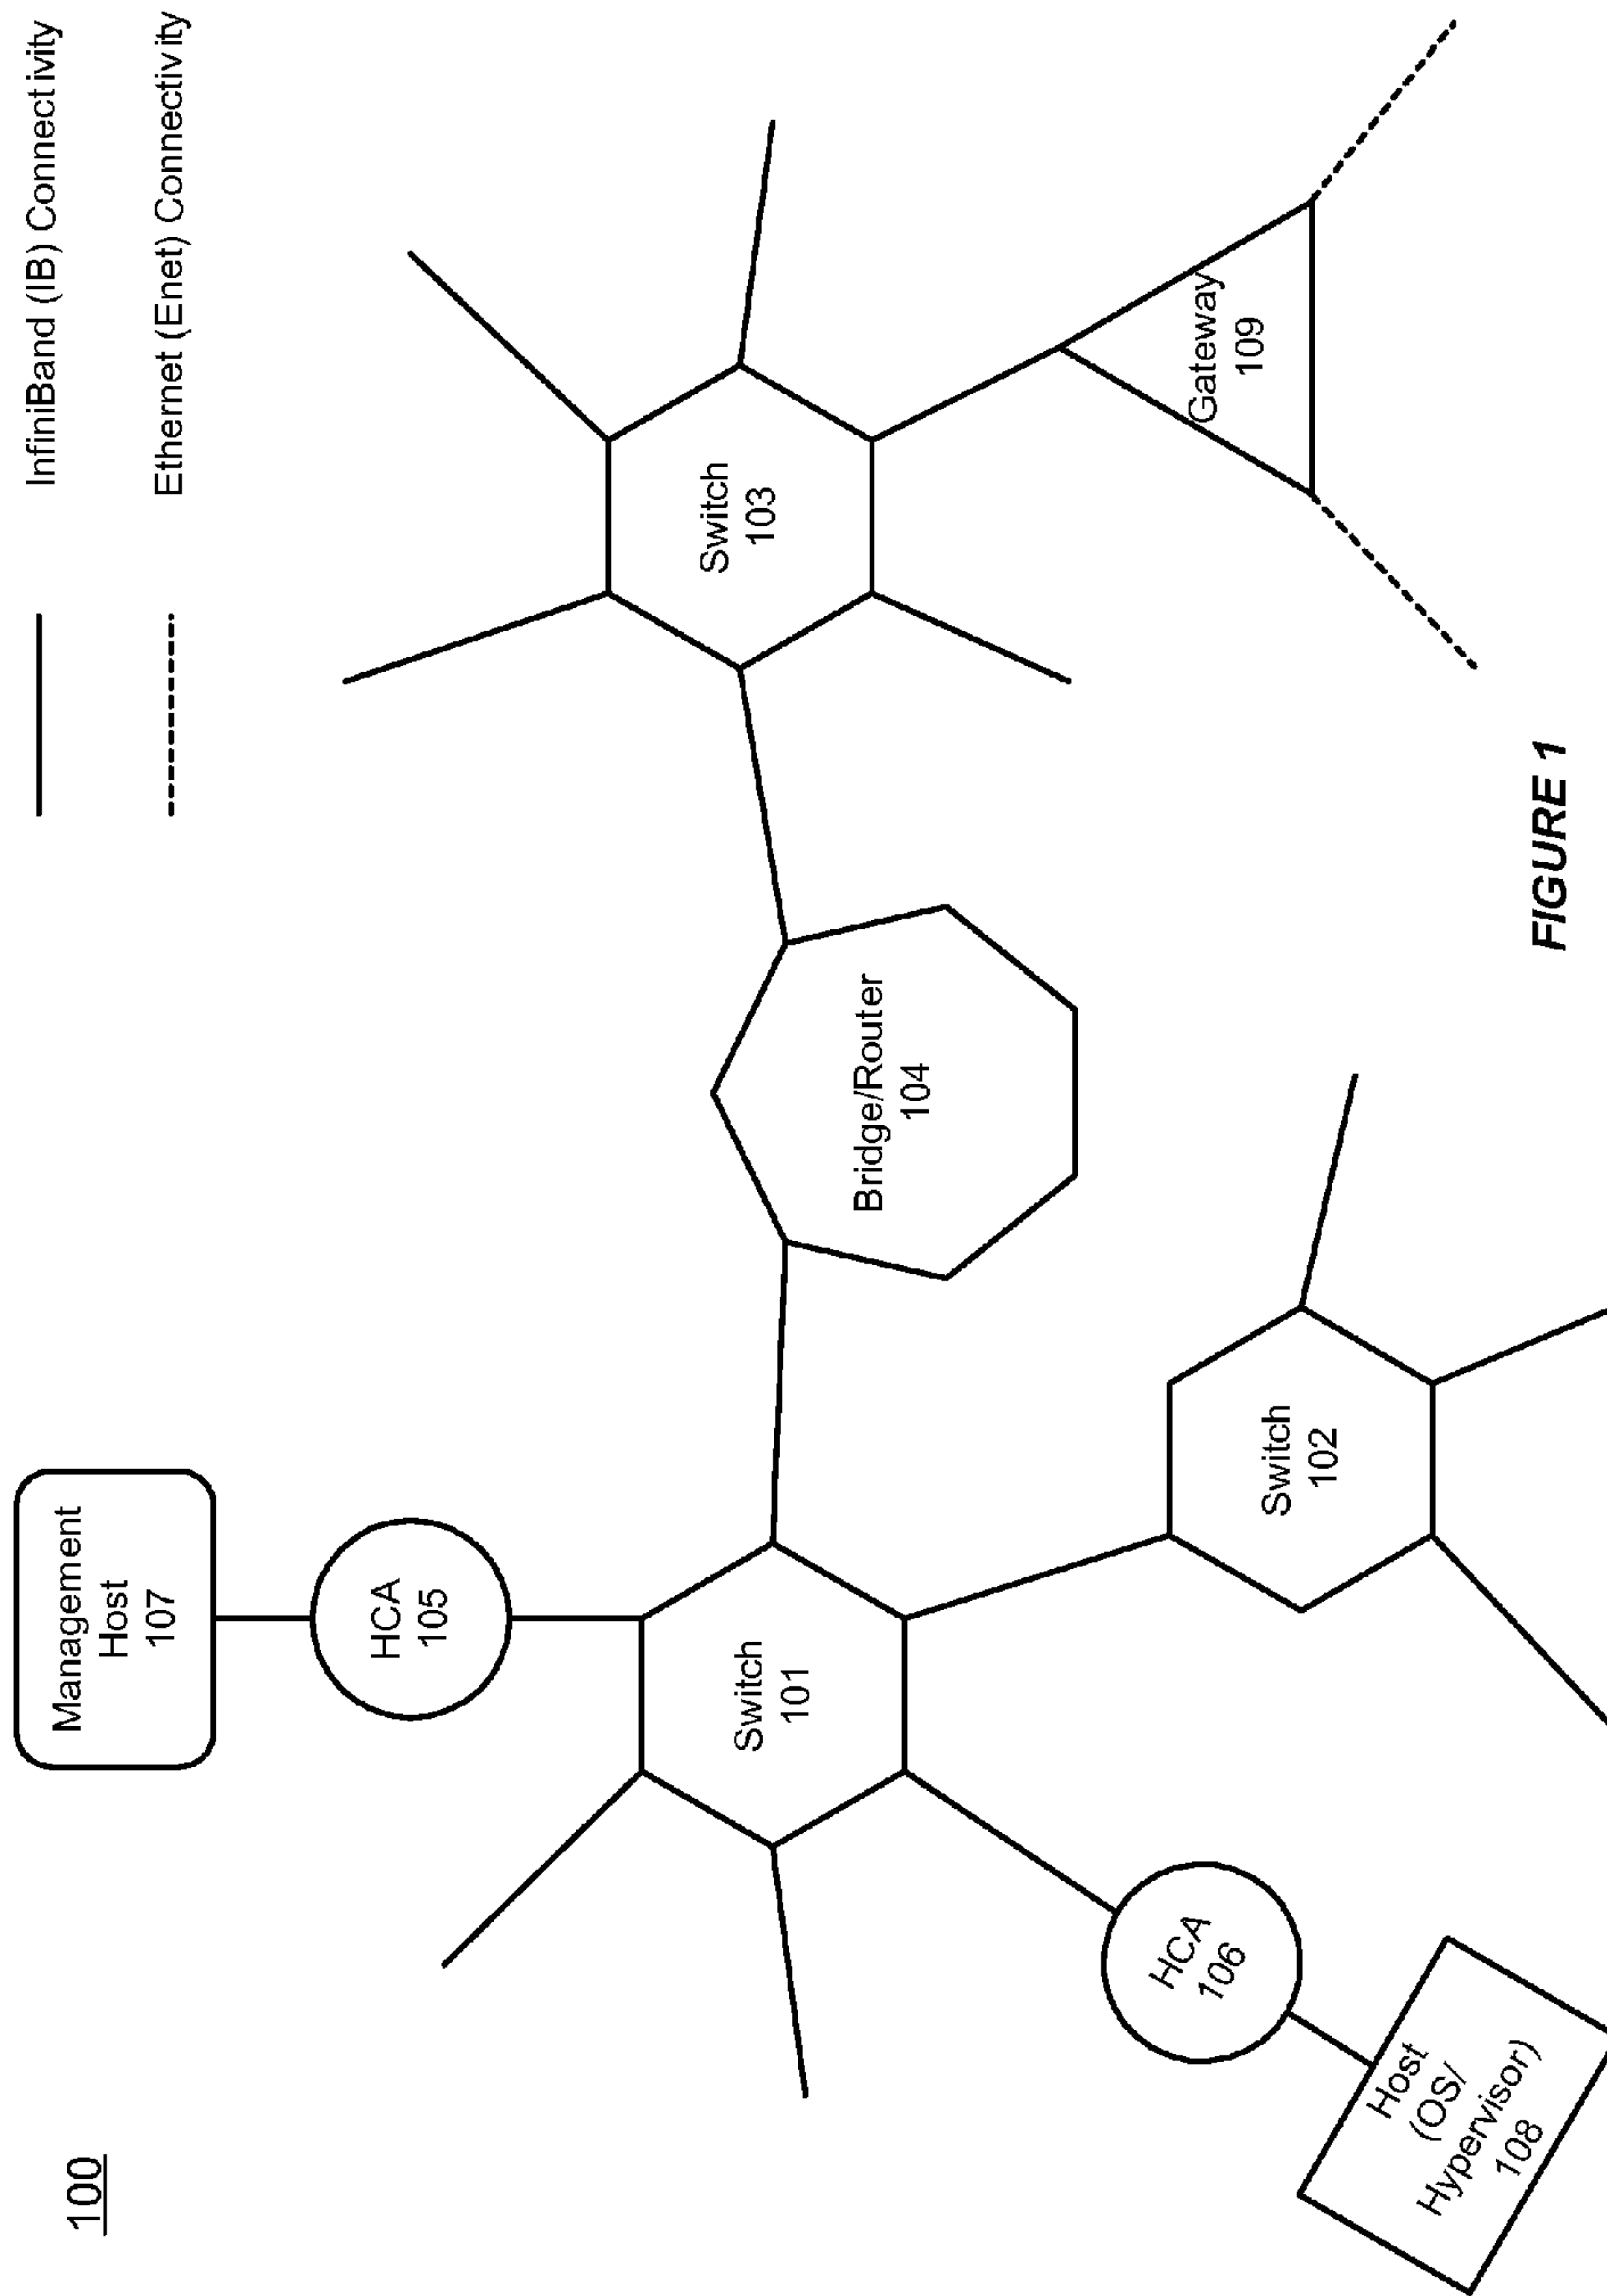 100
InfiniBand (IB) Connectivity
Ethernet (Enet) Connectivity
Management
Host
107
HCA
105
Switch
101
Switch
103
Bridge/Router
104
HCA
106
Switch
102
Gateway
109
Host
(OS/
Hypervisor)
108
FIGURE 1